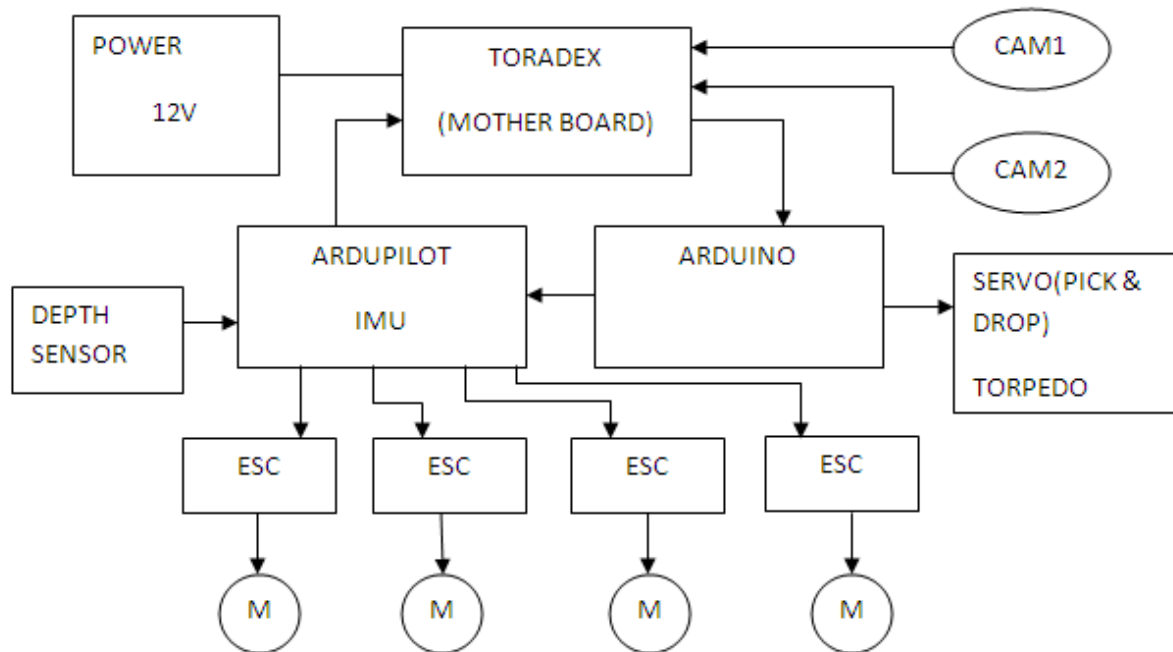 POWER
12V
TORADEX
(MOTHER BOARD)
CAM1
CAM2
ARDUPILOT
IMU
ARDUINO
SERVO(PICK &
DROP)
TORPEDO
DEPTH
SENSOR
ESC
ESC
ESC
ESC
M
M
M
M